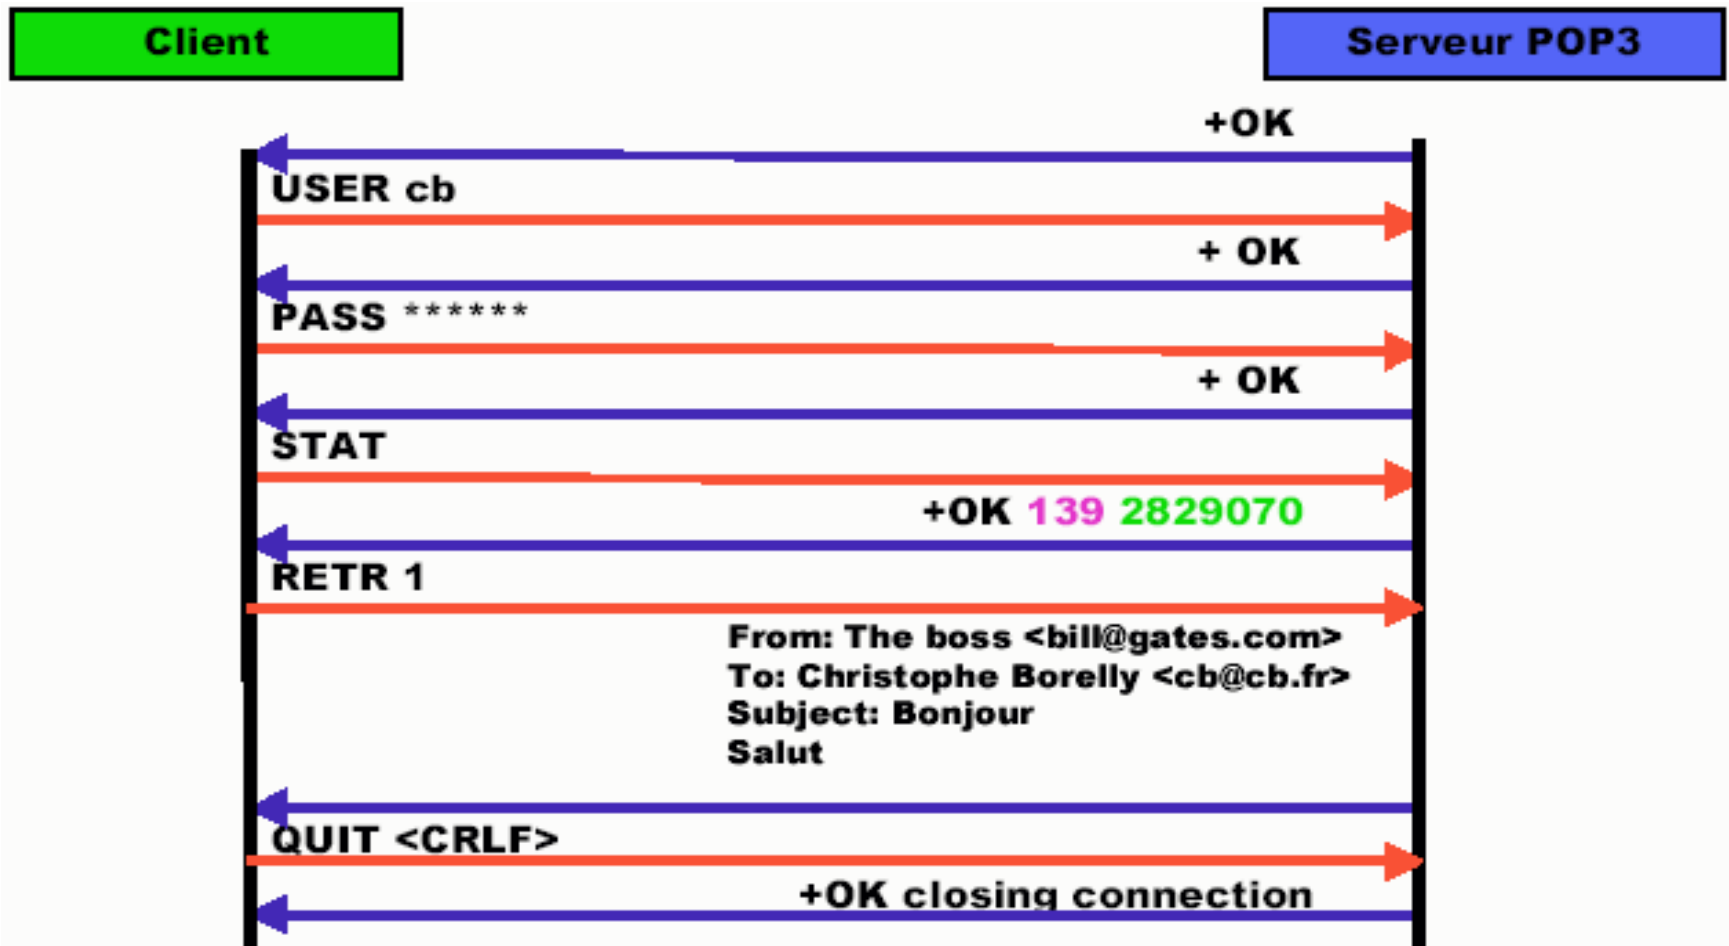 Client
Serveur POP3
+OK
USER cb
+ OK
PASS ******
+ OK
STAT
+OK 139 2829070
RETR 1
From: The boss <bill@gates.com>
To: Christophe Borelly <cb@cb.fr>
Subject: Bonjour
Salut
QUIT <CRLF>
+OK closing connection